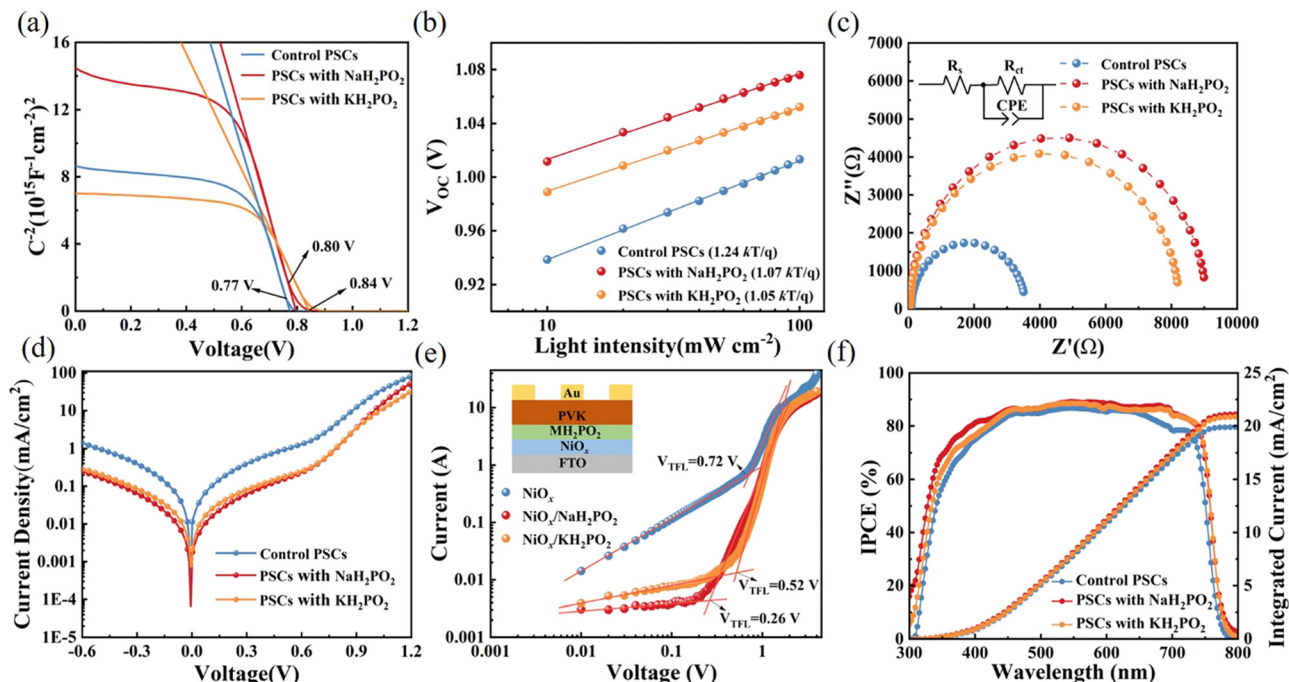 (a)
16
12
8
4
0
C⁻²(10¹⁵F⁻¹cm⁻²)²
Control PSCs
PSCs with NaH₂PO₂
PSCs with KH₂PO₂
0.80 V
0.77 V
0.84 V
0.0 0.2 0.4 0.6 0.8 1.0 1.2
Voltage(V)
(b)
1.08
1.04
1.00
0.96
0.92
V_OC (V)
Control PSCs (1.24 kT/q)
PSCs with NaH₂PO₂ (1.07 kT/q)
PSCs with KH₂PO₂ (1.05 kT/q)
10 100
Light intensity(mW cm⁻²)
(c)
7000
6000
5000
4000
3000
2000
1000
0
Z''(Ω)
R_s R_ct
CPE
Control PSCs
PSCs with NaH₂PO₂
PSCs with KH₂PO₂
0 2000 4000 6000 8000 10000
Z'(Ω)
(d)
100
10
1
0.1
0.01
0.001
1E-4
1E-5
Current Density(mA/cm²)
Control PSCs
PSCs with NaH₂PO₂
PSCs with KH₂PO₂
-0.6 -0.3 0.0 0.3 0.6 0.9 1.2
Voltage(V)
(e)
10
1
0.1
0.01
0.001
Current (A)
Au
PVK
MH₂PO₂
NiOₓ
FTO
NiOₓ
NiOₓ/NaH₂PO₂
NiOₓ/KH₂PO₂
V_TFL=0.72 V
V_TFL=0.52 V
V_TFL=0.26 V
0.01 0.1 1
Voltage (V)
(f)
100
80
60
40
20
0
IPCE (%)
Control PSCs
PSCs with NaH₂PO₂
PSCs with KH₂PO₂
25
20
15
10
5
0
Integrated Current (mA/cm²)
300 400 500 600 700 800
Wavelength (nm)